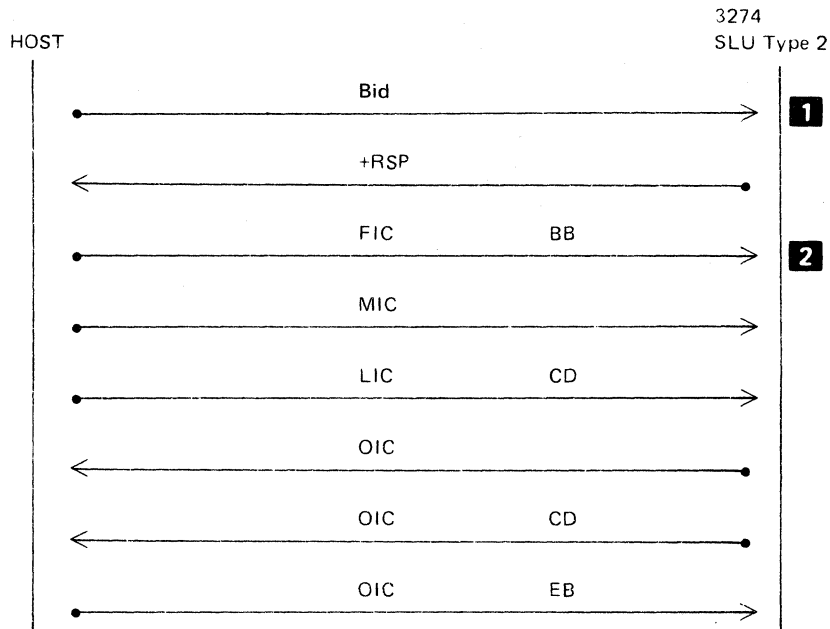 3274
HOST SLU Type 2
Bid
1
+RSP
FIC BB
2
MIC
LIC CD
OIC
OIC CD
OIC EB